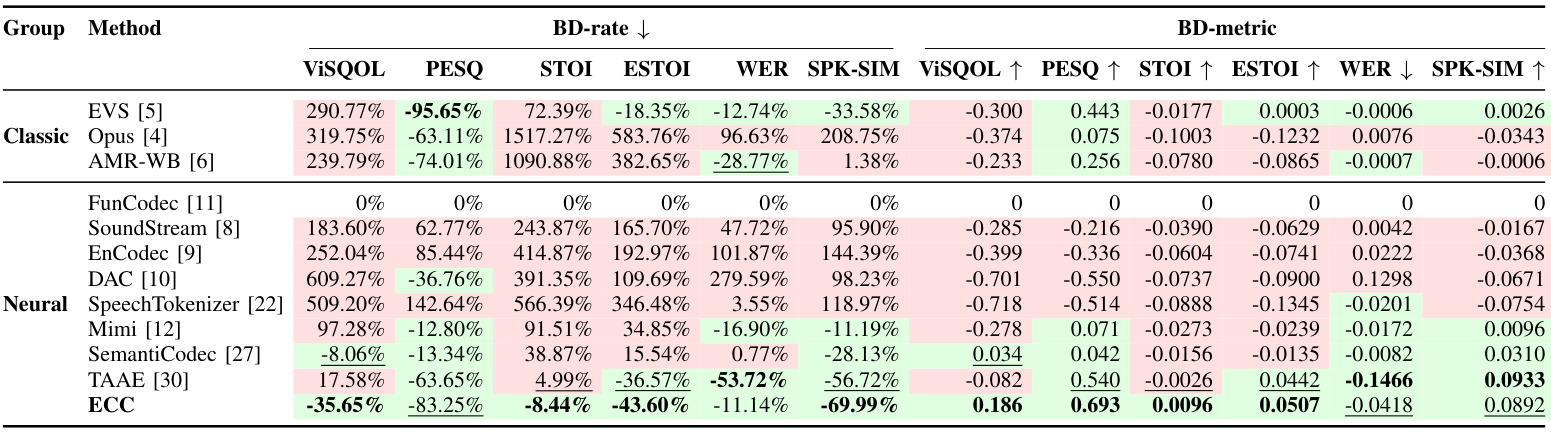 Group Method BD-rate ↓ BD-metric
ViSQOL PESQ STOI ESTOI WER SPK-SIM ViSQOL ↑ PESQ ↑ STOI ↑ ESTOI ↑ WER ↓ SPK-SIM ↑
EVS [5] 290.77% -95.65% 72.39% -18.35% -12.74% -33.58% -0.300 0.443 -0.0177 0.0003 -0.0006 0.0026
Classic Opus [4] 319.75% -63.11% 1517.27% 583.76% 96.63% 208.75% -0.374 0.075 -0.1003 -0.1232 0.0076 -0.0343
AMR-WB [6] 239.79% -74.01% 1090.88% 382.65% -28.77% 1.38% -0.233 0.256 -0.0780 -0.0865 -0.0007 -0.0006
FunCodec [11] 0% 0% 0% 0% 0% 0% 0 0 0 0 0 0
SoundStream [8] 183.60% 62.77% 243.87% 165.70% 47.72% 95.90% -0.285 -0.216 -0.0390 -0.0629 0.0042 -0.0167
EnCodec [9] 252.04% 85.44% 414.87% 192.97% 101.87% 144.39% -0.399 -0.336 -0.0604 -0.0741 0.0222 -0.0368
DAC [10] 609.27% -36.76% 391.35% 109.69% 279.59% 98.23% -0.701 -0.550 -0.0737 -0.0900 0.1298 -0.0671
Neural SpeechTokenizer [22] 509.20% 142.64% 566.39% 346.48% 3.55% 118.97% -0.718 -0.514 -0.0888 -0.1345 -0.0201 -0.0754
Mimi [12] 97.28% -12.80% 91.51% 34.85% -16.90% -11.19% -0.278 0.071 -0.0273 -0.0239 -0.0172 0.0096
SemantiCodec [27] -8.06% -13.34% 38.87% 15.54% 0.77% -28.13% 0.034 0.042 -0.0156 -0.0135 -0.0082 0.0310
TAAE [30] 17.58% -63.65% 4.99% -36.57% -53.72% -56.72% -0.082 0.540 -0.0026 0.0442 -0.1466 0.0933
ECC -35.65% -83.25% -8.44% -43.60% -11.14% -69.99% 0.186 0.693 0.0096 0.0507 -0.0418 0.0892